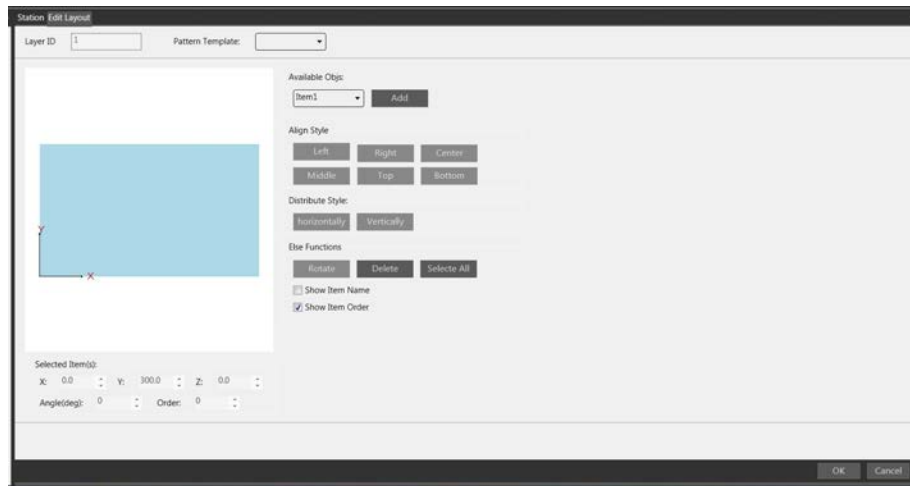 Station Edit Layout
Layer ID 1 Pattern Template:
Available Objs:
Item1 Add
Align Style
Left Right Center
Middle Top Bottom
Distribute Style:
horizontally Vertically
Else Functions
Rotate Delete Selecte All
Show Item Name
Show Item Order
Y
X
Selected Item(s):
X: 0.0 Y: 300.0 Z: 0.0
Angle(deg): 0 Order: 0
OK Cancel